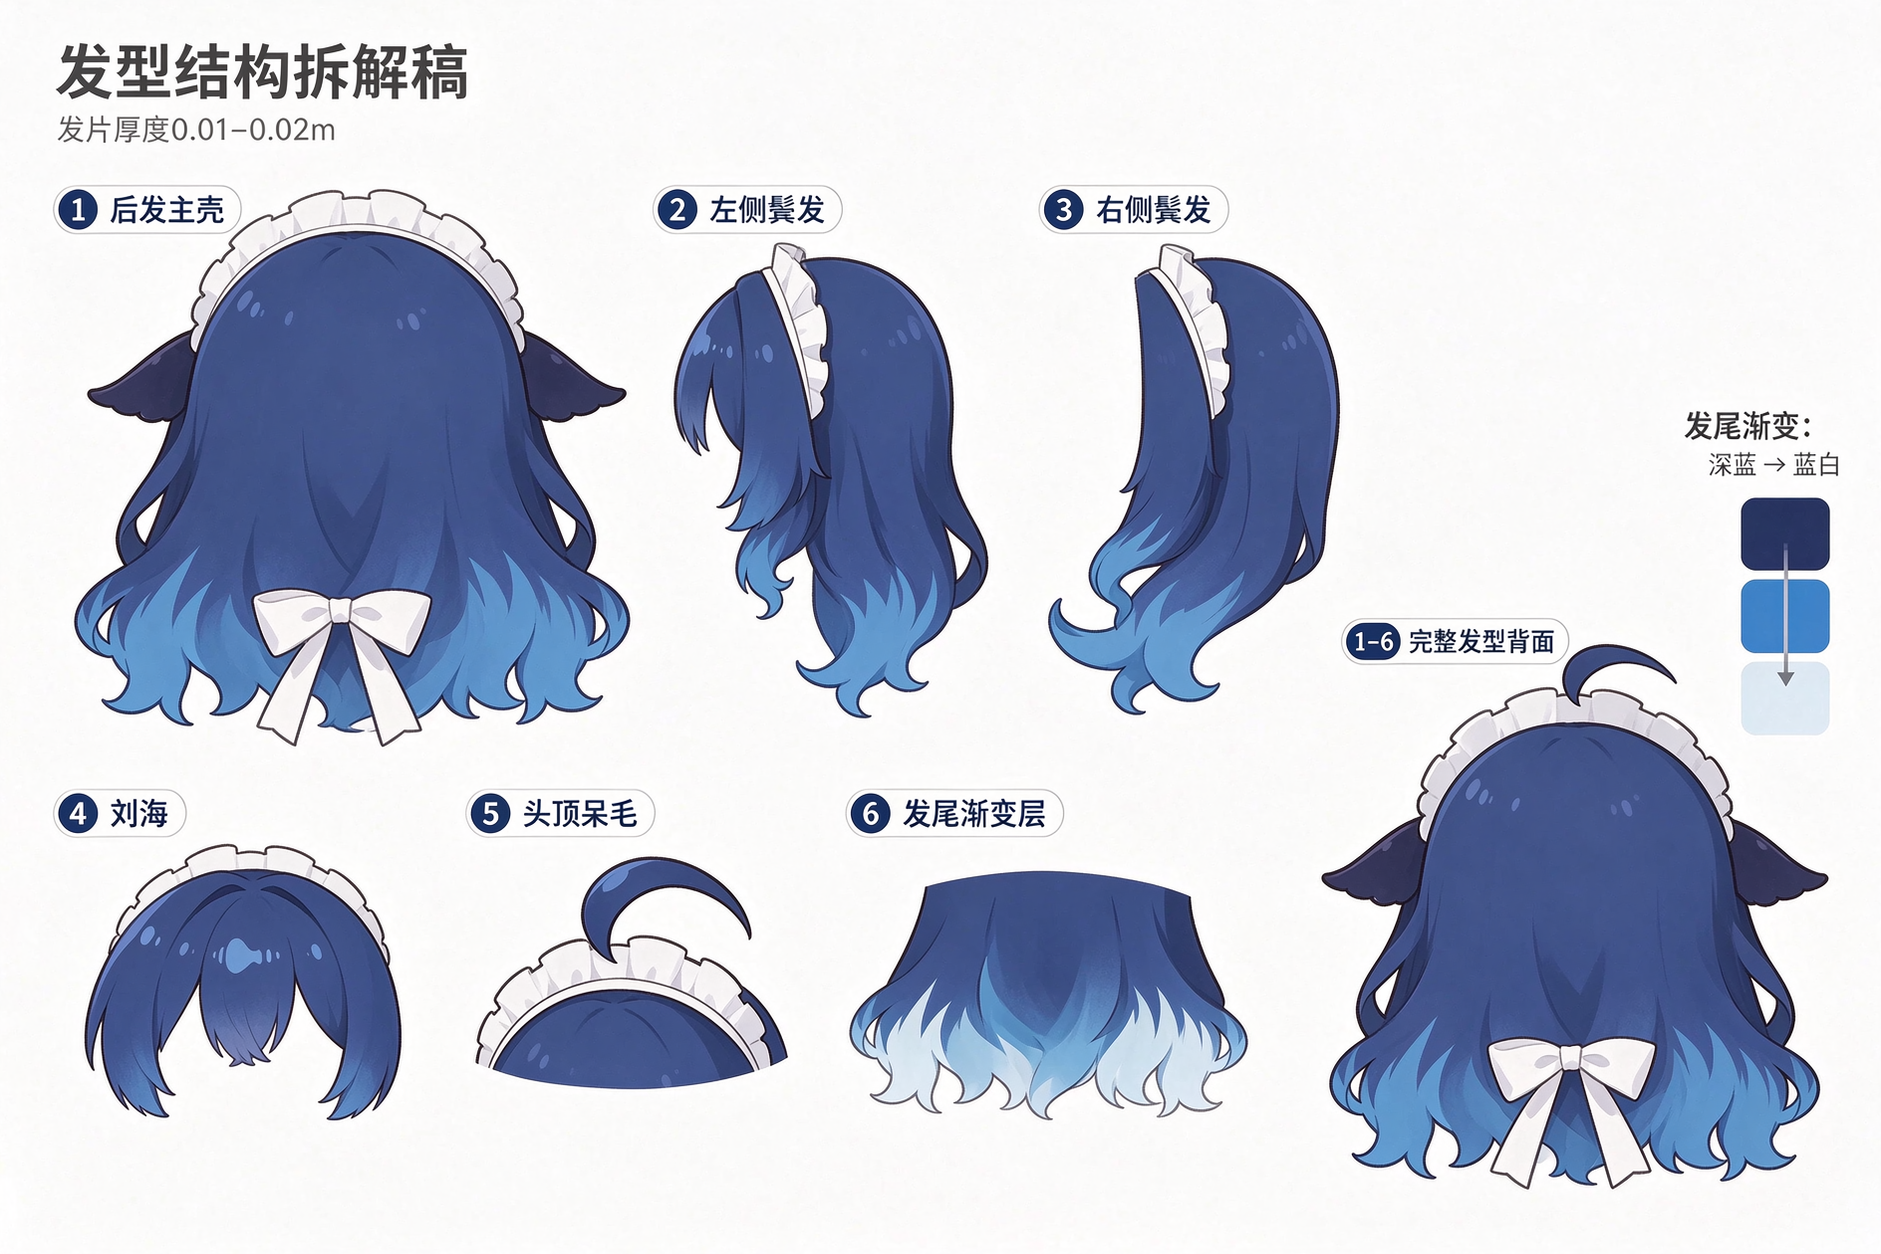 发型结构拆解稿
发片厚度0.01–0.02m
1 后发主壳
2 左侧鬓发
3 右侧鬓发
发尾渐变：
深蓝 → 蓝白
1–6 完整发型背面
4 刘海
5 头顶呆毛
6 发尾渐变层